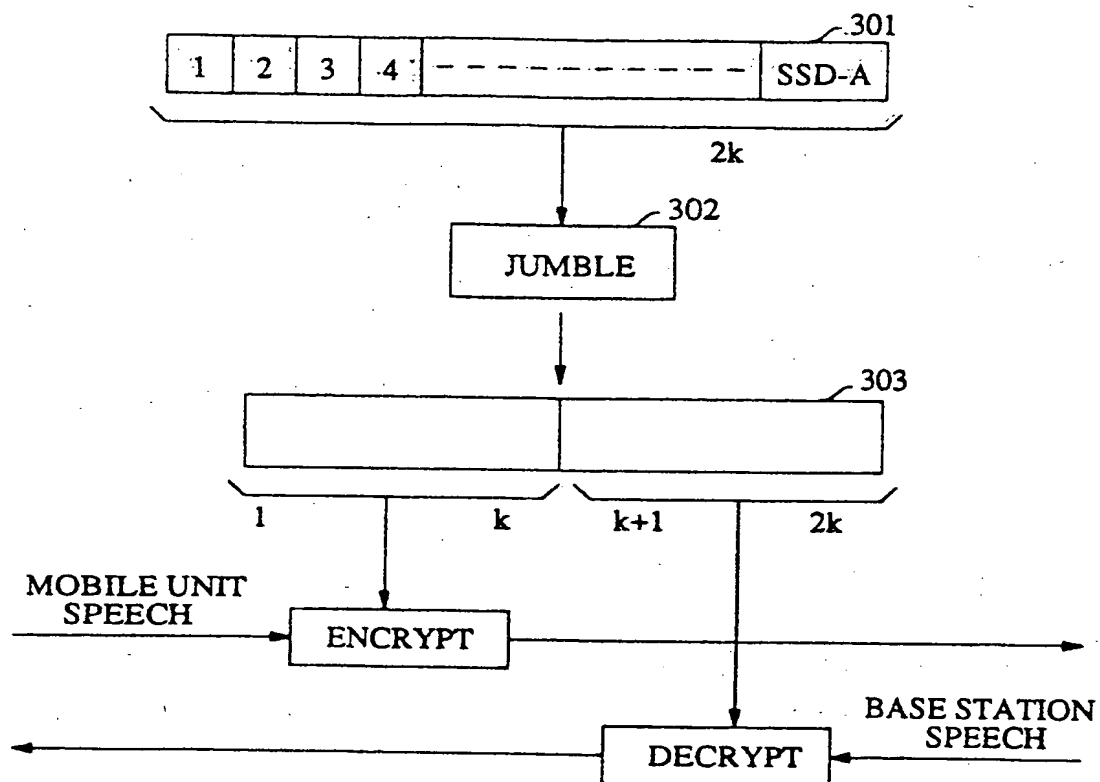 301
1 2 3 4 SSD-A
2k
302
JUMBLE
303
1 k k+1 2k
MOBILE UNIT
SPEECH
ENCRYPT
BASE STATION
SPEECH
DECRYPT